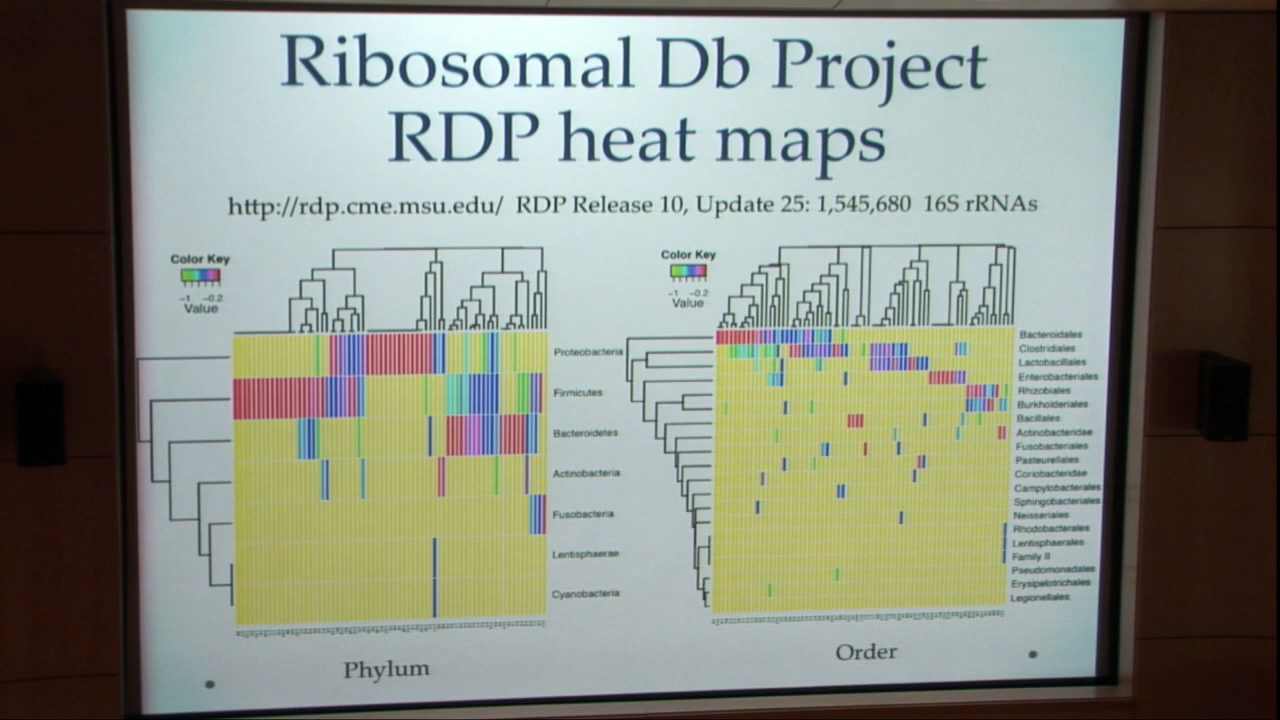 Ribosomal Db Project
RDP heat maps
http://rdp.cme.msu.edu/ RDP Release 10, Update 25: 1,545,680 16S rRNAs
Color Key
-1 -0.2
Value
Proteobacteria
Firmicutes
Bacteroidetes
Actinobacteria
Fusobacteria
Lentisphaerae
Cyanobacteria
Phylum
Color Key
-1 -0.2
Value
Bacteroidales
Clostridiales
Lactobacillales
Enterobacteriales
Rhizobiales
Burkholderiales
Bacillales
Actinobacteridae
Fusobacteriales
Pasteurellales
Coriobacteridae
Campylobacterales
Sphingobacteriales
Neisseriales
Rhodobacterales
Lentisphaerales
Family II
Pseudomonadales
Erysipelotrichales
Legionellales
Order